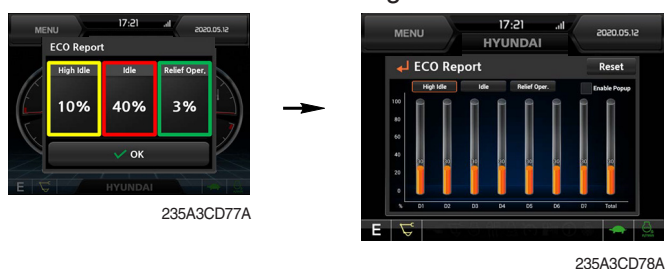 MENU 17:21 2020.05.12
ECO Report
High Idle Idle Relief Oper,
10% 40% 3%
OK
E HYUNDAI
235A3CD77A
MENU 17:21 2020.05.12
HYUNDAI
ECO Report Reset
High Idle Idle Relief Oper. Enable Popup
100
80
60
40
20
0
% D1 D2 D3 D4 D5 D6 D7 Total
E
235A3CD78A